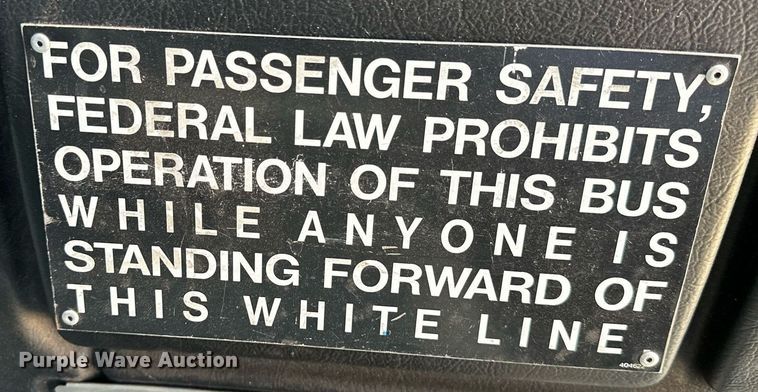 FOR PASSENGER SAFETY,
FEDERAL LAW PROHIBITS
OPERATION OF THIS BUS
WHILE ANYONE IS
STANDING FORWARD OF
THIS WHITE LINE
Purple Wave Auction